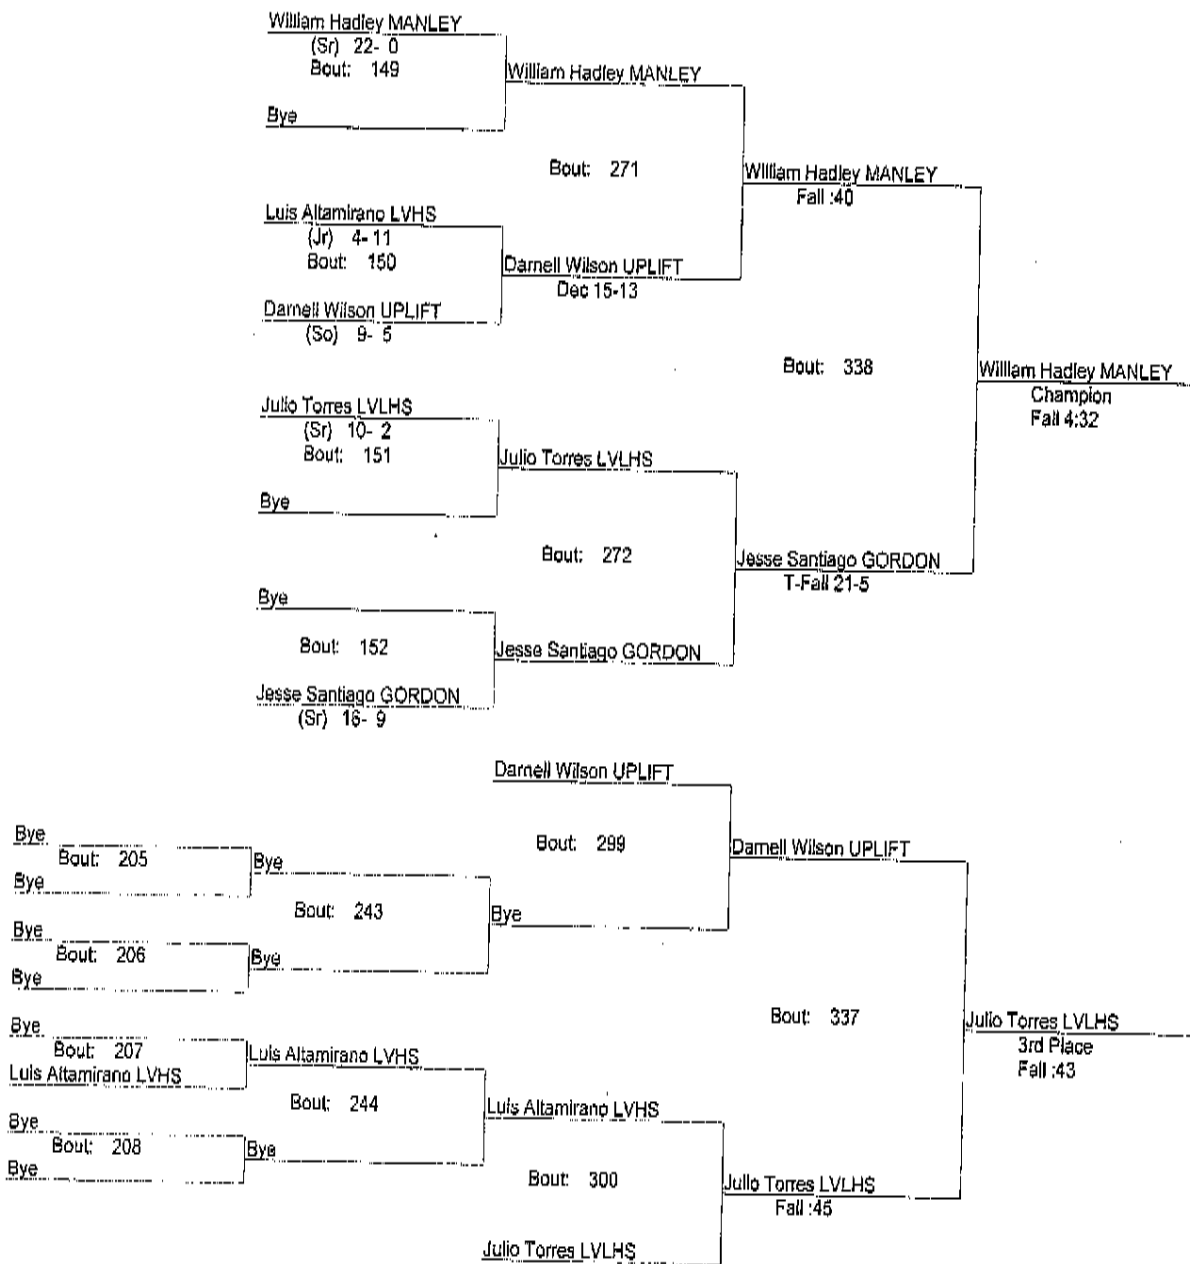 William Hadley MANLEY
(Sr) 22- 0
Bout: 149
William Hadley MANLEY
Bye
Bout: 271
William Hadley MANLEY
Fall :40
Luis Altamirano LVHS
(Jr) 4- 11
Bout: 150
Darnell Wilson UPLIFT
Dec 15-13
Darnell Wilson UPLIFT
(So) 9- 5
Bout: 338
William Hadley MANLEY
Champion
Fall 4:32
Julio Torres LVLHS
(Sr) 10- 2
Bout: 151
Julio Torres LVLHS
Bye
Bout: 272
Jesse Santiago GORDON
T-Fall 21-5
Bye
Bout: 152
Jesse Santiago GORDON
Jesse Santiago GORDON
(Sr) 16- 9
Darnell Wilson UPLIFT
Bout: 299
Darnell Wilson UPLIFT
Bye
Bout: 205
Bye
Bye
Bout: 243
Bye
Bye
Bout: 206
Bye
Bye
Bout: 337
Julio Torres LVLHS
3rd Place
Fall :43
Bye
Bout: 207
Luis Altamirano LVHS
Luis Altamirano LVHS
Bout: 244
Luis Altamirano LVHS
Bye
Bout: 208
Bye
Bye
Bout: 300
Julio Torres LVLHS
Fall :45
Julio Torres LVLHS